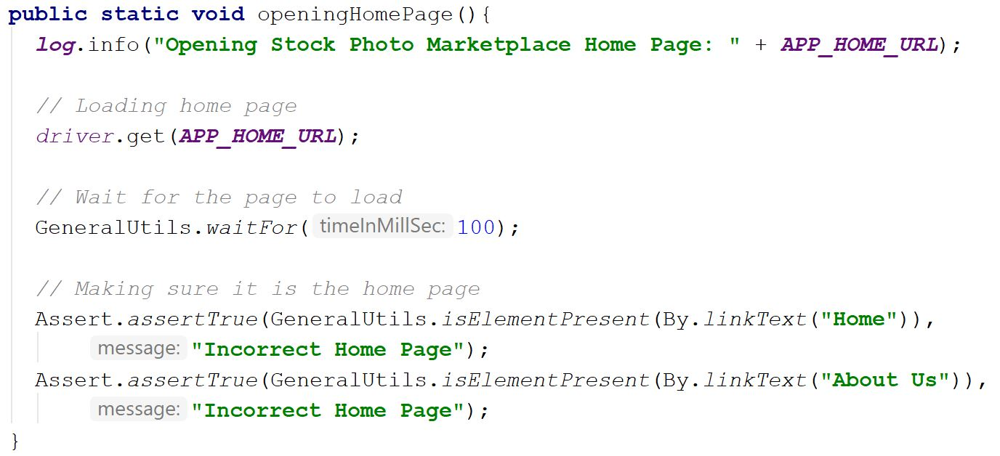 public static void openingHomePage(){
log.info("Opening Stock Photo Marketplace Home Page: " + APP_HOME_URL);
// Loading home page
driver.get(APP_HOME_URL);
// Wait for the page to load
GeneralUtils.waitFor( timeInMillSec: 100);
// Making sure it is the home page
Assert.assertTrue(GeneralUtils.isElementPresent(By.linkText("Home")),
message: "Incorrect Home Page");
Assert.assertTrue(GeneralUtils.isElementPresent(By.linkText("About Us")),
message: "Incorrect Home Page");
}